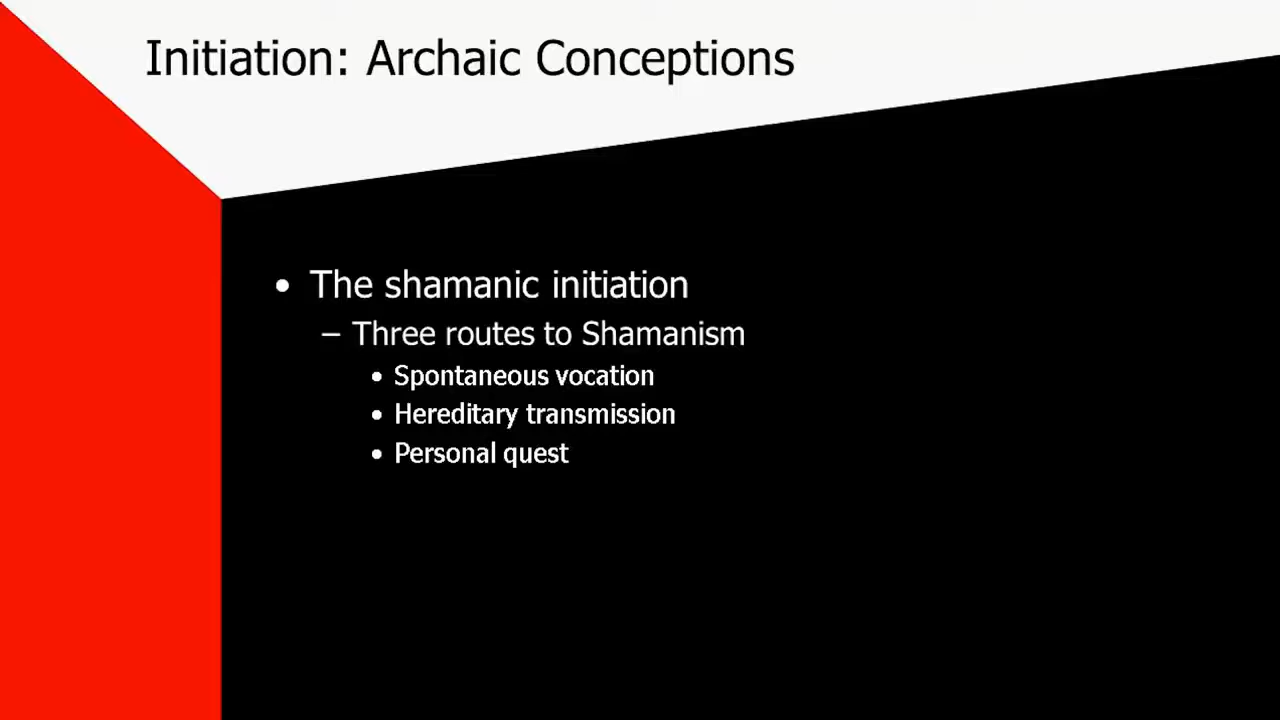 Initiation: Archaic Conceptions
• The shamanic initiation
– Three routes to Shamanism
• Spontaneous vocation
• Hereditary transmission
• Personal quest